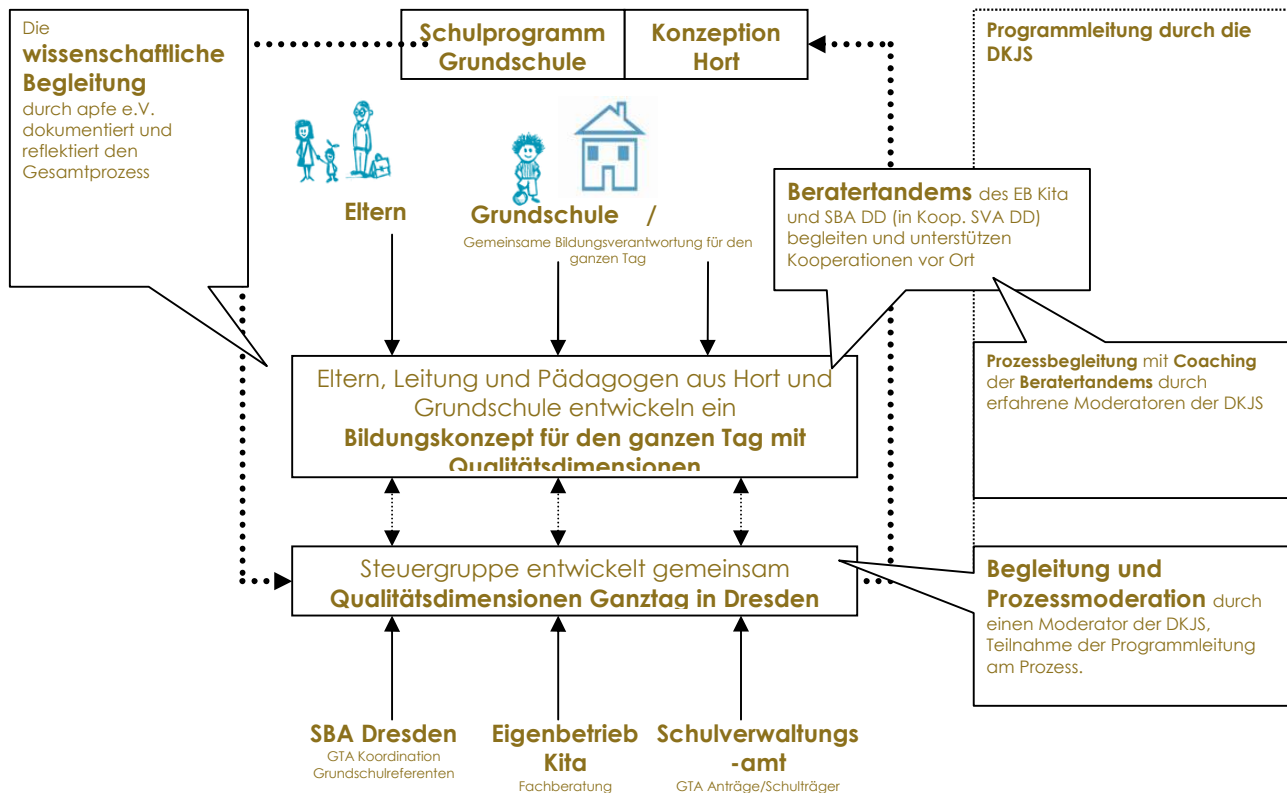 Die
wissenschaftliche
Begleitung
durch apfe e.V.
dokumentiert und
reflektiert den
Gesamtprozess
Schulprogramm
Grundschule
Konzeption
Hort
Programmleitung durch die
DKJS
Eltern
Grundschule /
Gemeinsame Bildungsverantwortung für den
ganzen Tag
Beratertandems des EB Kita
und SBA DD (in Koop. SVA DD)
begleiten und unterstützen
Kooperationen vor Ort
Eltern, Leitung und Pädagogen aus Hort und
Grundschule entwickeln ein
Bildungskonzept für den ganzen Tag mit
Qualitätsdimensionen
Prozessbegleitung mit Coaching
der Beratertandems durch
erfahrene Moderatoren der DKJS
Steuergruppe entwickelt gemeinsam
Qualitätsdimensionen Ganztag in Dresden
Begleitung und
Prozessmoderation durch
einen Moderator der DKJS,
Teilnahme der Programmleitung
am Prozess.
SBA Dresden
GTA Koordination
Grundschulreferenten
Eigenbetrieb
Kita
Fachberatung
Schulverwaltungs
-amt
GTA Anträge/Schulträger